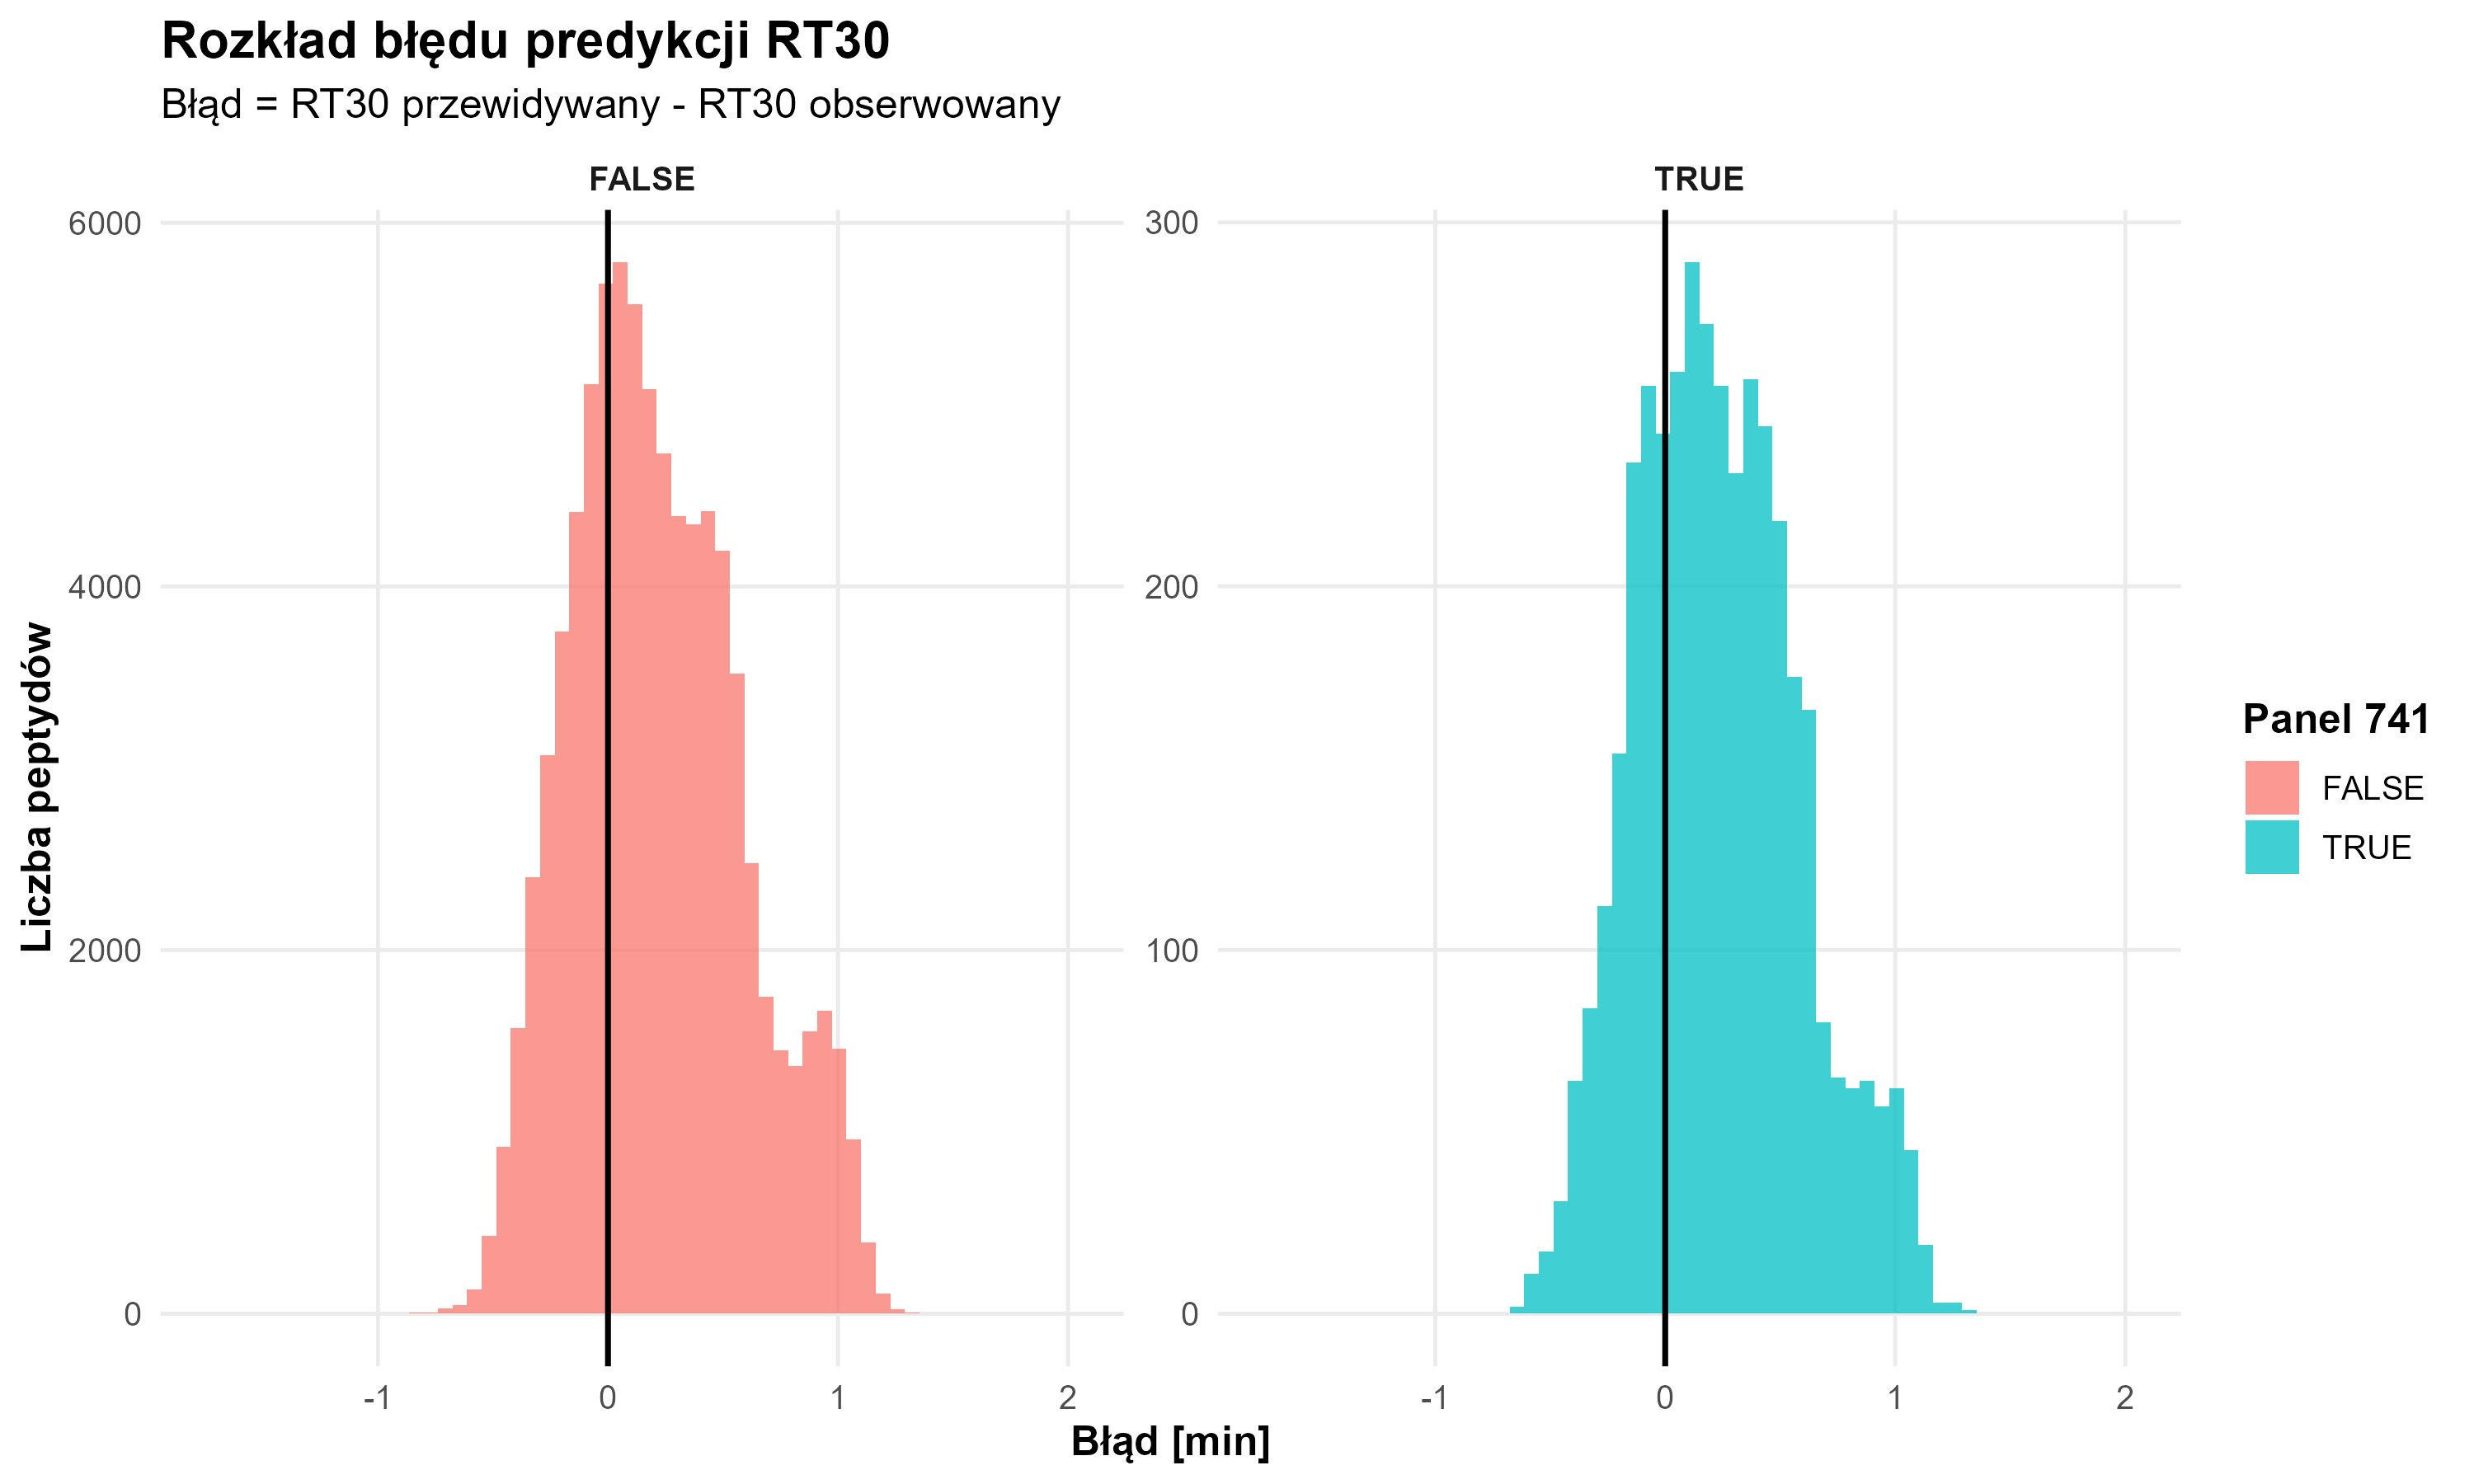 Rozkład błędu predykcji RT30
Błąd = RT30 przewidywany - RT30 obserwowany
FALSE
TRUE
6000
4000
2000
0
300
200
100
0
Liczba peptydów
-1
0
1
2
-1
0
1
2
Błąd [min]
Panel 741
FALSE
TRUE